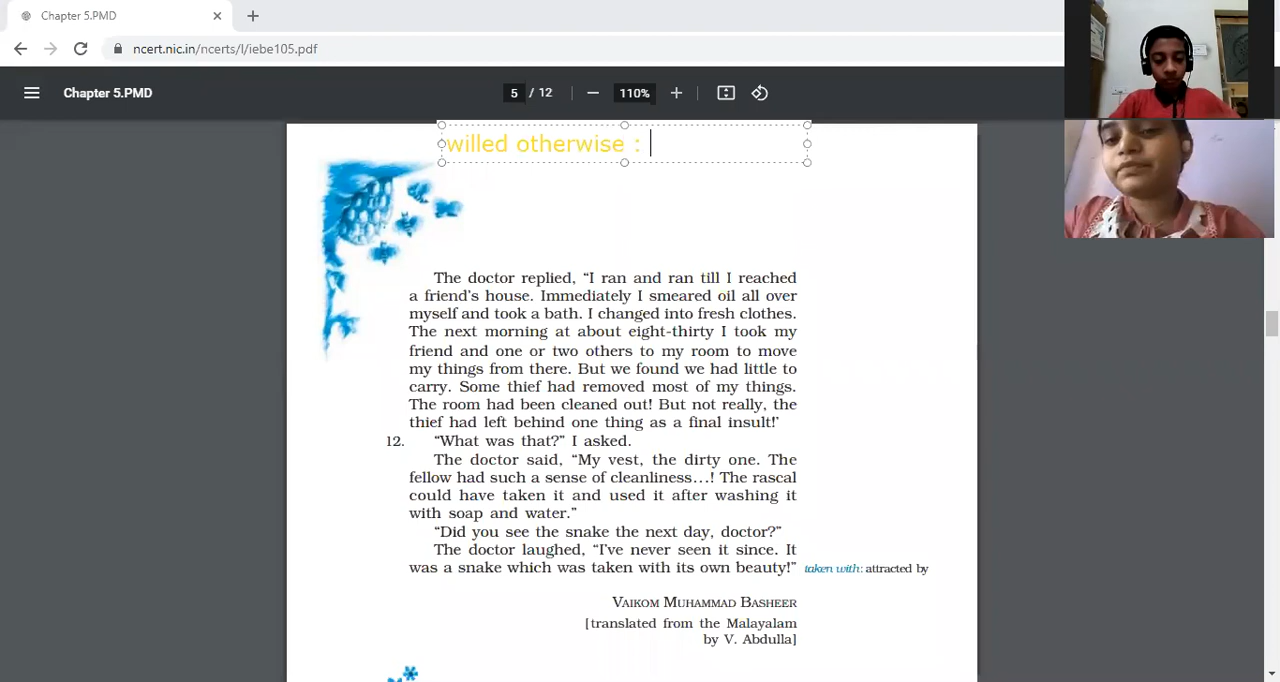 Chapter 5.PMD
ncert.nic.in/ncerts/l/iebe105.pdf
Chapter 5.PMD
5 / 12
110%
willed otherwise :
The doctor replied, “I ran and ran till I reached
a friend’s house. Immediately I smeared oil all over
myself and took a bath. I changed into fresh clothes.
The next morning at about eight-thirty I took my
friend and one or two others to my room to move
my things from there. But we found we had little to
carry. Some thief had removed most of my things.
The room had been cleaned out! But not really, the
thief had left behind one thing as a final insult!’
12. “What was that?” I asked.
The doctor said, “My vest, the dirty one. The
fellow had such a sense of cleanliness...! The rascal
could have taken it and used it after washing it
with soap and water.”
“Did you see the snake the next day, doctor?”
The doctor laughed, “I’ve never seen it since. It
was a snake which was taken with its own beauty!”
taken with: attracted by
VAIKOM MUHAMMAD BASHEER
[translated from the Malayalam
by V. Abdulla]